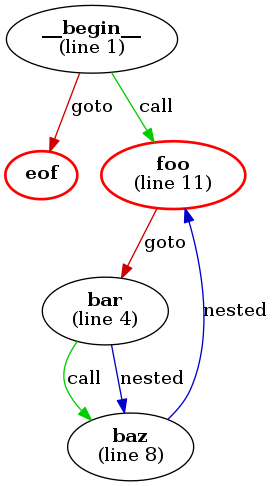 __begin__
(line 1)
goto
call
eof
foo
(line 11)
goto
bar
(line 4)
nested
call
nested
baz
(line 8)